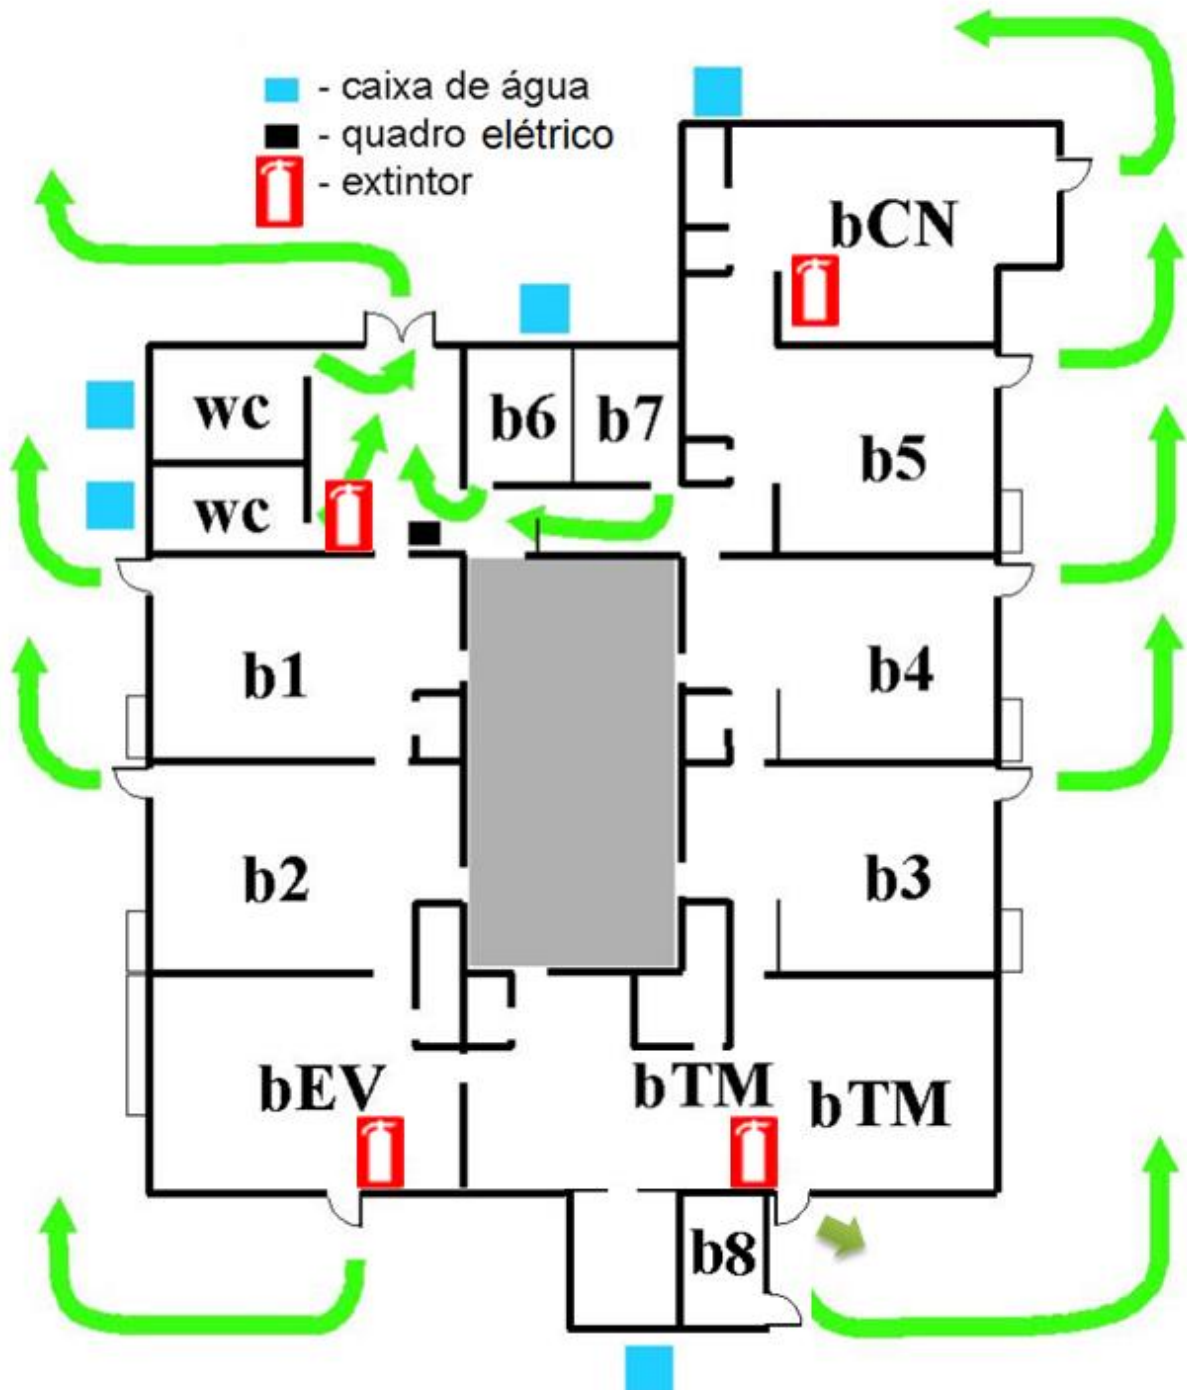 - caixa de água
- quadro elétrico
- extintor
bCN
wc
b6
b7
b5
wc
b1
b4
b2
b3
bEV
bTM
bTM
b8